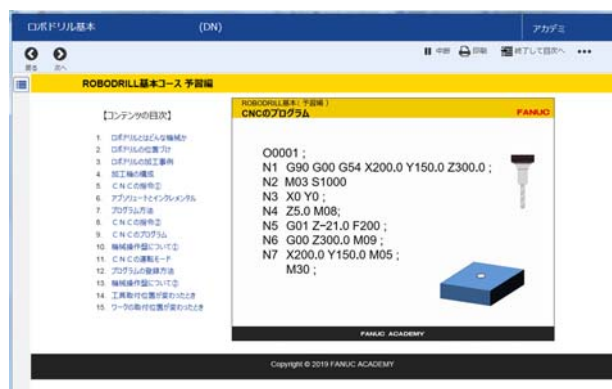 ロボドリル基本 (DN) アカデミ
戻る 次へ 中断 印刷 終了して目次へ
ROBODRILL基本コース 予習編
【コンテンツの目次】
1. ロボドリルとはどんな機械か
2. ロボドリルの位置づけ
3. ロボドリルの加工事例
4. 加工機の構成
5. CNCの指令①
6. アブソリュートとインクレメンタル
7. プログラム方法
8. CNCの指令②
9. CNCのプログラム
10. 機械操作盤について①
11. CNCの運転モード
12. プログラムの登録方法
13. 機械操作盤について②
14. 工具取付位置が変わったとき
15. ワークの取付位置が変わったとき
ROBODRILL基本( 予習編 )
CNCのプログラム FANUC
O0001 ;
N1 G90 G00 G54 X200.0 Y150.0 Z300.0 ;
N2 M03 S1000
N3 X0 Y0 ;
N4 Z5.0 M08;
N5 G01 Z-21.0 F200 ;
N6 G00 Z300.0 M09 ;
N7 X200.0 Y150.0 M05 ;
M30 ;
FANUC ACADEMY
Copyright © 2019 FANUC ACADEMY